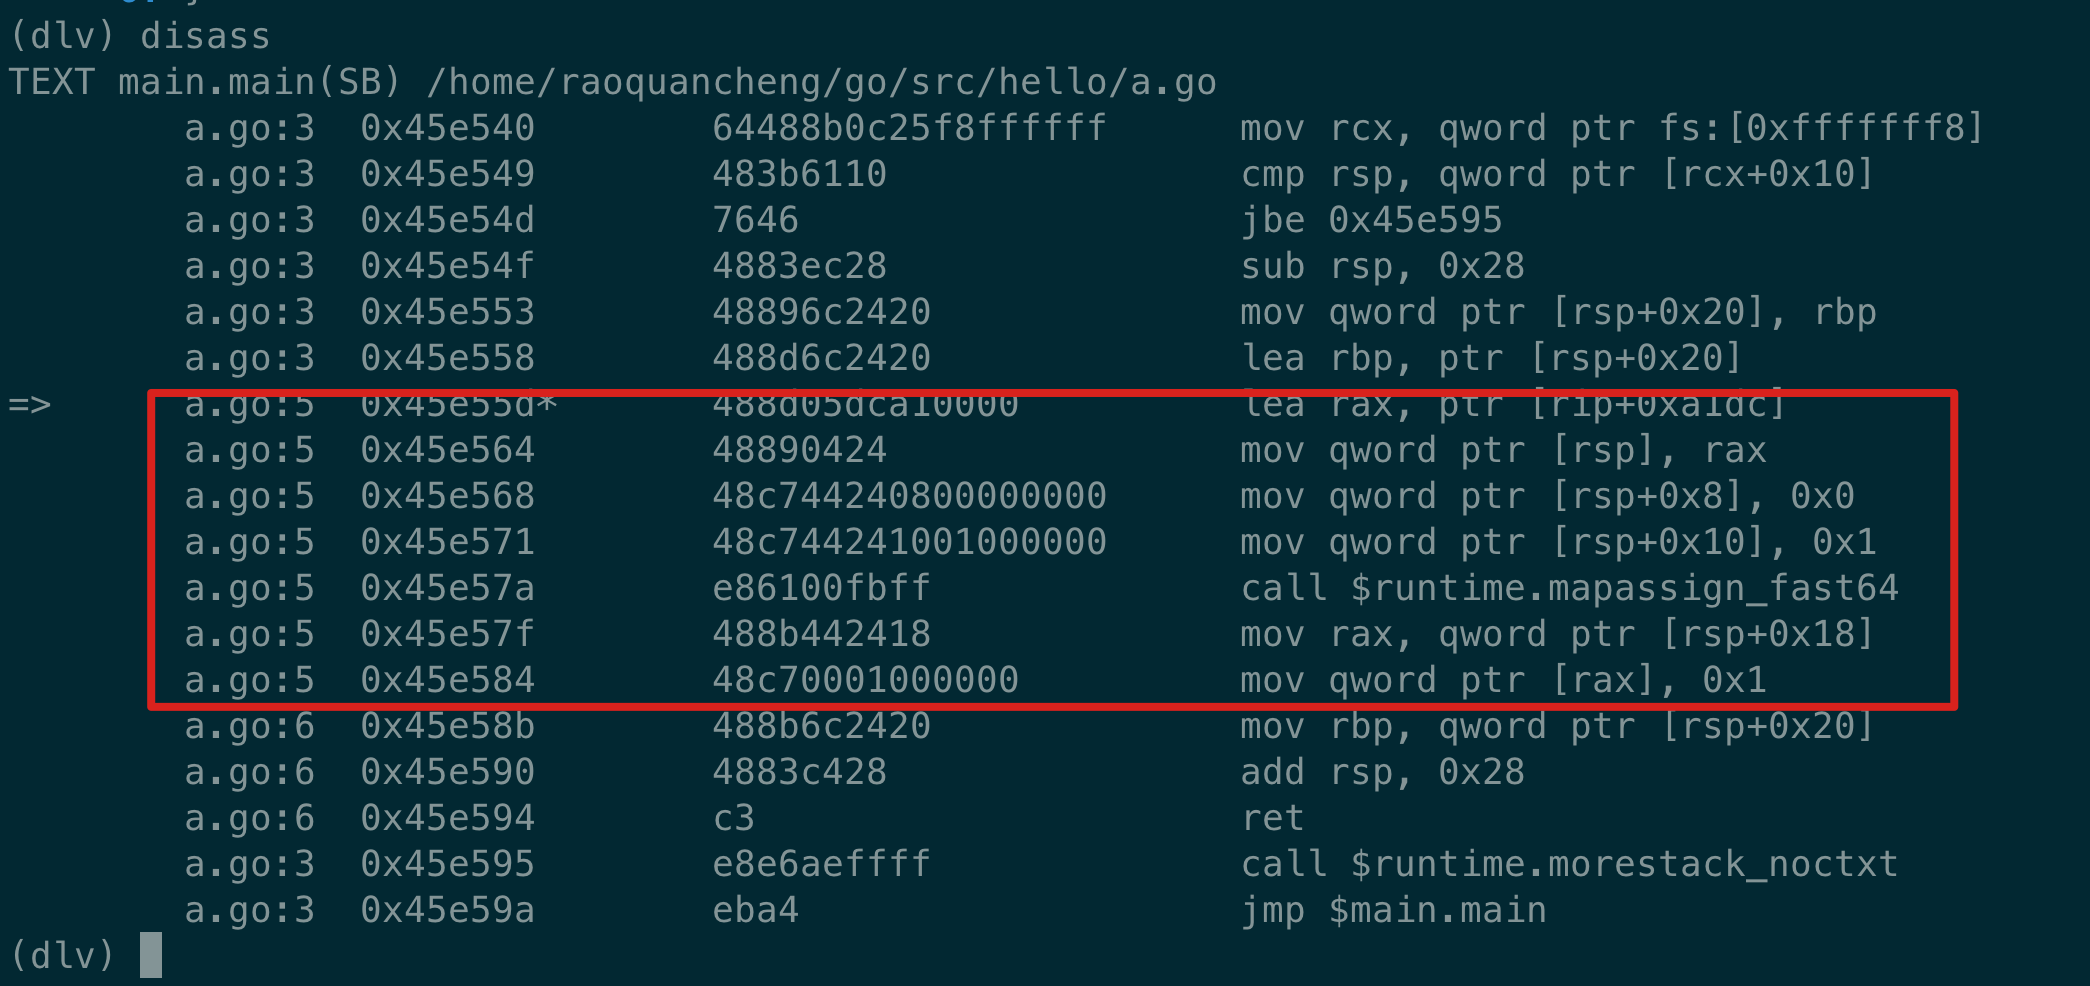 (dlv) disass
TEXT main.main(SB) /home/raoquancheng/go/src/hello/a.go
a.go:3 0x45e540 64488b0c25f8ffffff mov rcx, qword ptr fs:[0xfffffff8]
a.go:3 0x45e549 483b6110 cmp rsp, qword ptr [rcx+0x10]
a.go:3 0x45e54d 7646 jbe 0x45e595
a.go:3 0x45e54f 4883ec28 sub rsp, 0x28
a.go:3 0x45e553 48896c2420 mov qword ptr [rsp+0x20], rbp
a.go:3 0x45e558 488d6c2420 lea rbp, ptr [rsp+0x20]
=> a.go:5 0x45e55d* 488d05dca10000 lea rax, ptr [rip+0xa1dc]
a.go:5 0x45e564 48890424 mov qword ptr [rsp], rax
a.go:5 0x45e568 48c744240800000000 mov qword ptr [rsp+0x8], 0x0
a.go:5 0x45e571 48c744241001000000 mov qword ptr [rsp+0x10], 0x1
a.go:5 0x45e57a e86100fbff call $runtime.mapassign_fast64
a.go:5 0x45e57f 488b442418 mov rax, qword ptr [rsp+0x18]
a.go:5 0x45e584 48c70001000000 mov qword ptr [rax], 0x1
a.go:6 0x45e58b 488b6c2420 mov rbp, qword ptr [rsp+0x20]
a.go:6 0x45e590 4883c428 add rsp, 0x28
a.go:6 0x45e594 c3 ret
a.go:3 0x45e595 e8e6aeffff call $runtime.morestack_noctxt
a.go:3 0x45e59a eba4 jmp $main.main
(dlv)